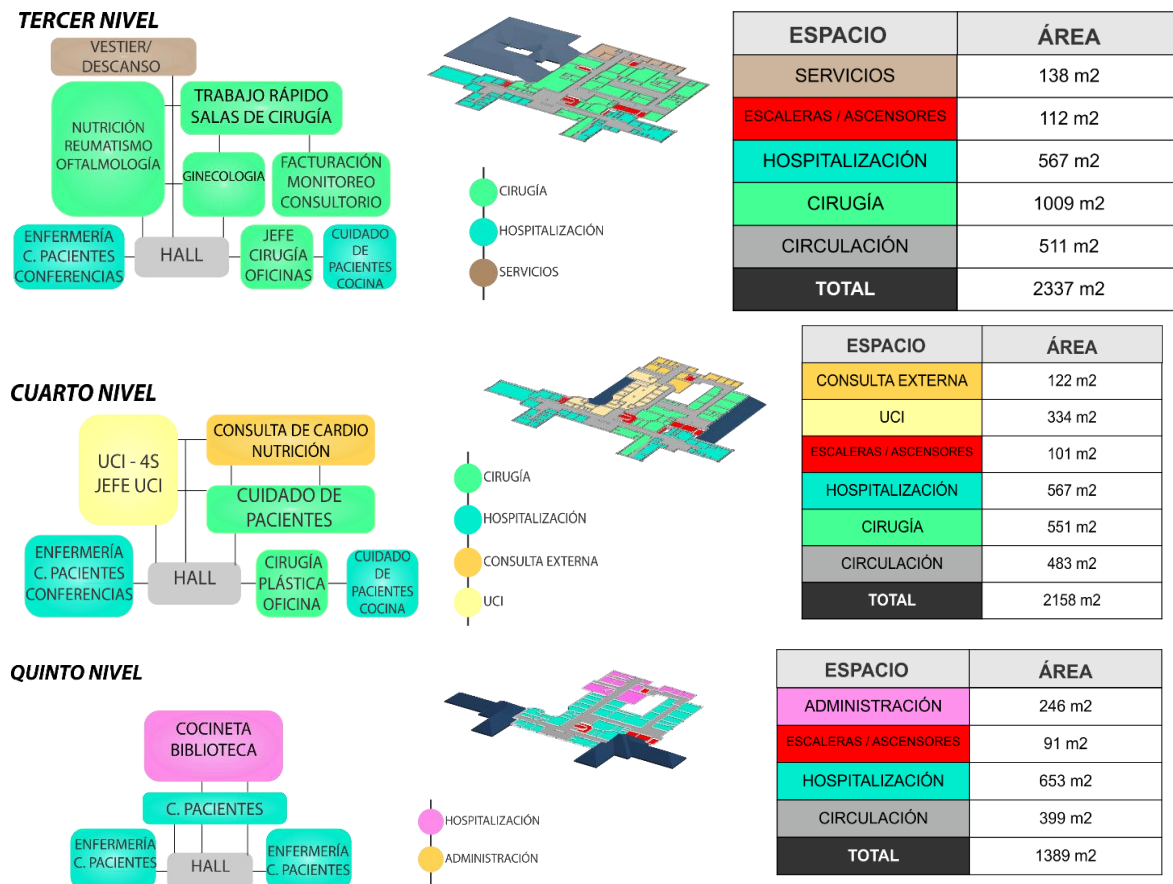 TERCER NIVEL
VESTIER/
DESCANSO
NUTRICIÓN
REUMATISMO
OFTALMOLOGÍA
TRABAJO RÁPIDO
SALAS DE CIRUGÍA
GINECOLOGIA
FACTURACIÓN
MONITOREO
CONSULTORIO
ENFERMERÍA
C. PACIENTES
CONFERENCIAS
HALL
JEFE
CIRUGÍA
OFICINAS
CUIDADO
DE
PACIENTES
COCINA
CIRUGÍA
HOSPITALIZACIÓN
SERVICIOS
ESPACIO ÁREA
SERVICIOS 138 m2
ESCALERAS / ASCENSORES 112 m2
HOSPITALIZACIÓN 567 m2
CIRUGÍA 1009 m2
CIRCULACIÓN 511 m2
TOTAL 2337 m2
CUARTO NIVEL
UCI - 4S
JEFE UCI
CONSULTA DE CARDIO
NUTRICIÓN
CUIDADO DE
PACIENTES
ENFERMERÍA
C. PACIENTES
CONFERENCIAS
HALL
CIRUGÍA
PLÁSTICA
OFICINA
CUIDADO
DE
PACIENTES
COCINA
CIRUGÍA
HOSPITALIZACIÓN
CONSULTA EXTERNA
UCI
ESPACIO ÁREA
CONSULTA EXTERNA 122 m2
UCI 334 m2
ESCALERAS / ASCENSORES 101 m2
HOSPITALIZACIÓN 567 m2
CIRUGÍA 551 m2
CIRCULACIÓN 483 m2
TOTAL 2158 m2
QUINTO NIVEL
COCINETA
BIBLIOTECA
C. PACIENTES
ENFERMERÍA
C. PACIENTES
HALL
ENFERMERÍA
C. PACIENTES
HOSPITALIZACIÓN
ADMINISTRACIÓN
ESPACIO ÁREA
ADMINISTRACIÓN 246 m2
ESCALERAS / ASCENSORES 91 m2
HOSPITALIZACIÓN 653 m2
CIRCULACIÓN 399 m2
TOTAL 1389 m2